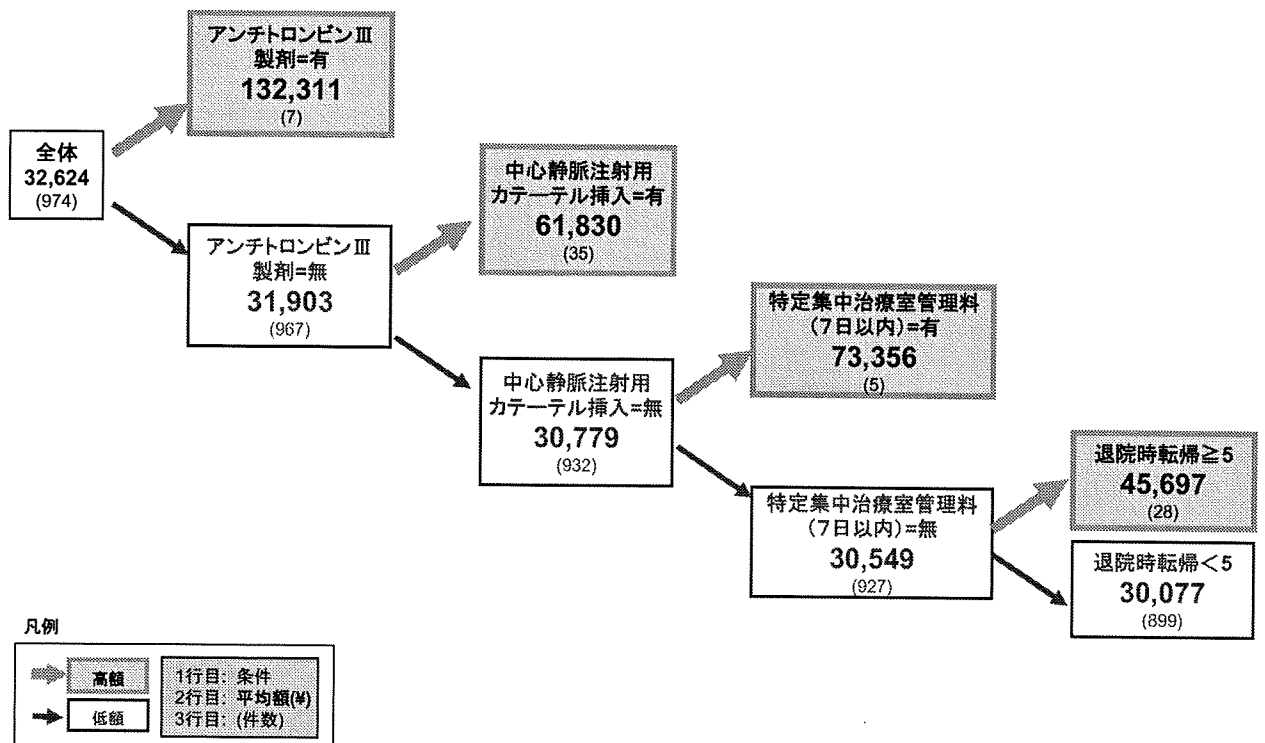 アンチトロンビンⅢ
製剤=有
132,311
(7)
全体
32,624
(974)
中心静脈注射用
カテーテル挿入=有
61,830
(35)
アンチトロンビンⅢ
製剤=無
31,903
(967)
特定集中治療室管理料
(7日以内)=有
73,356
(5)
中心静脈注射用
カテーテル挿入=無
30,779
(932)
退院時転帰≧5
45,697
(28)
特定集中治療室管理料
(7日以内)=無
30,549
(927)
退院時転帰<5
30,077
(899)
凡例
高額
低額
1行目: 条件
2行目: 平均額(¥)
3行目: (件数)